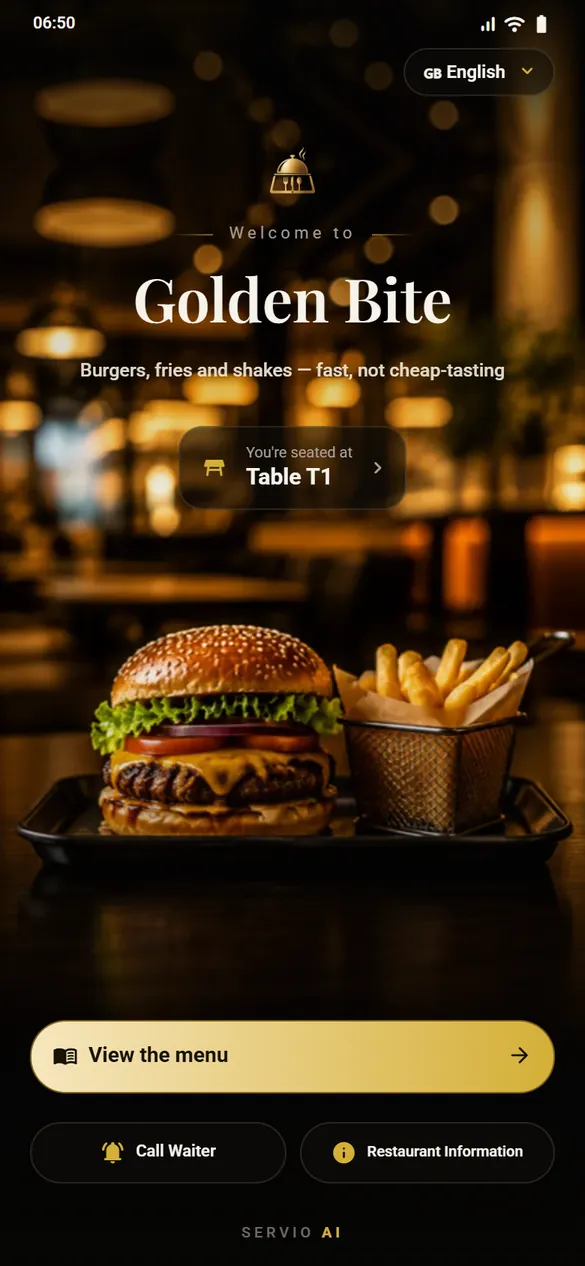 06:50
GB English
Welcome to
Golden Bite
Burgers, fries and shakes — fast, not cheap-tasting
You're seated at
Table T1
View the menu
Call Waiter
Restaurant Information
SERVIO AI